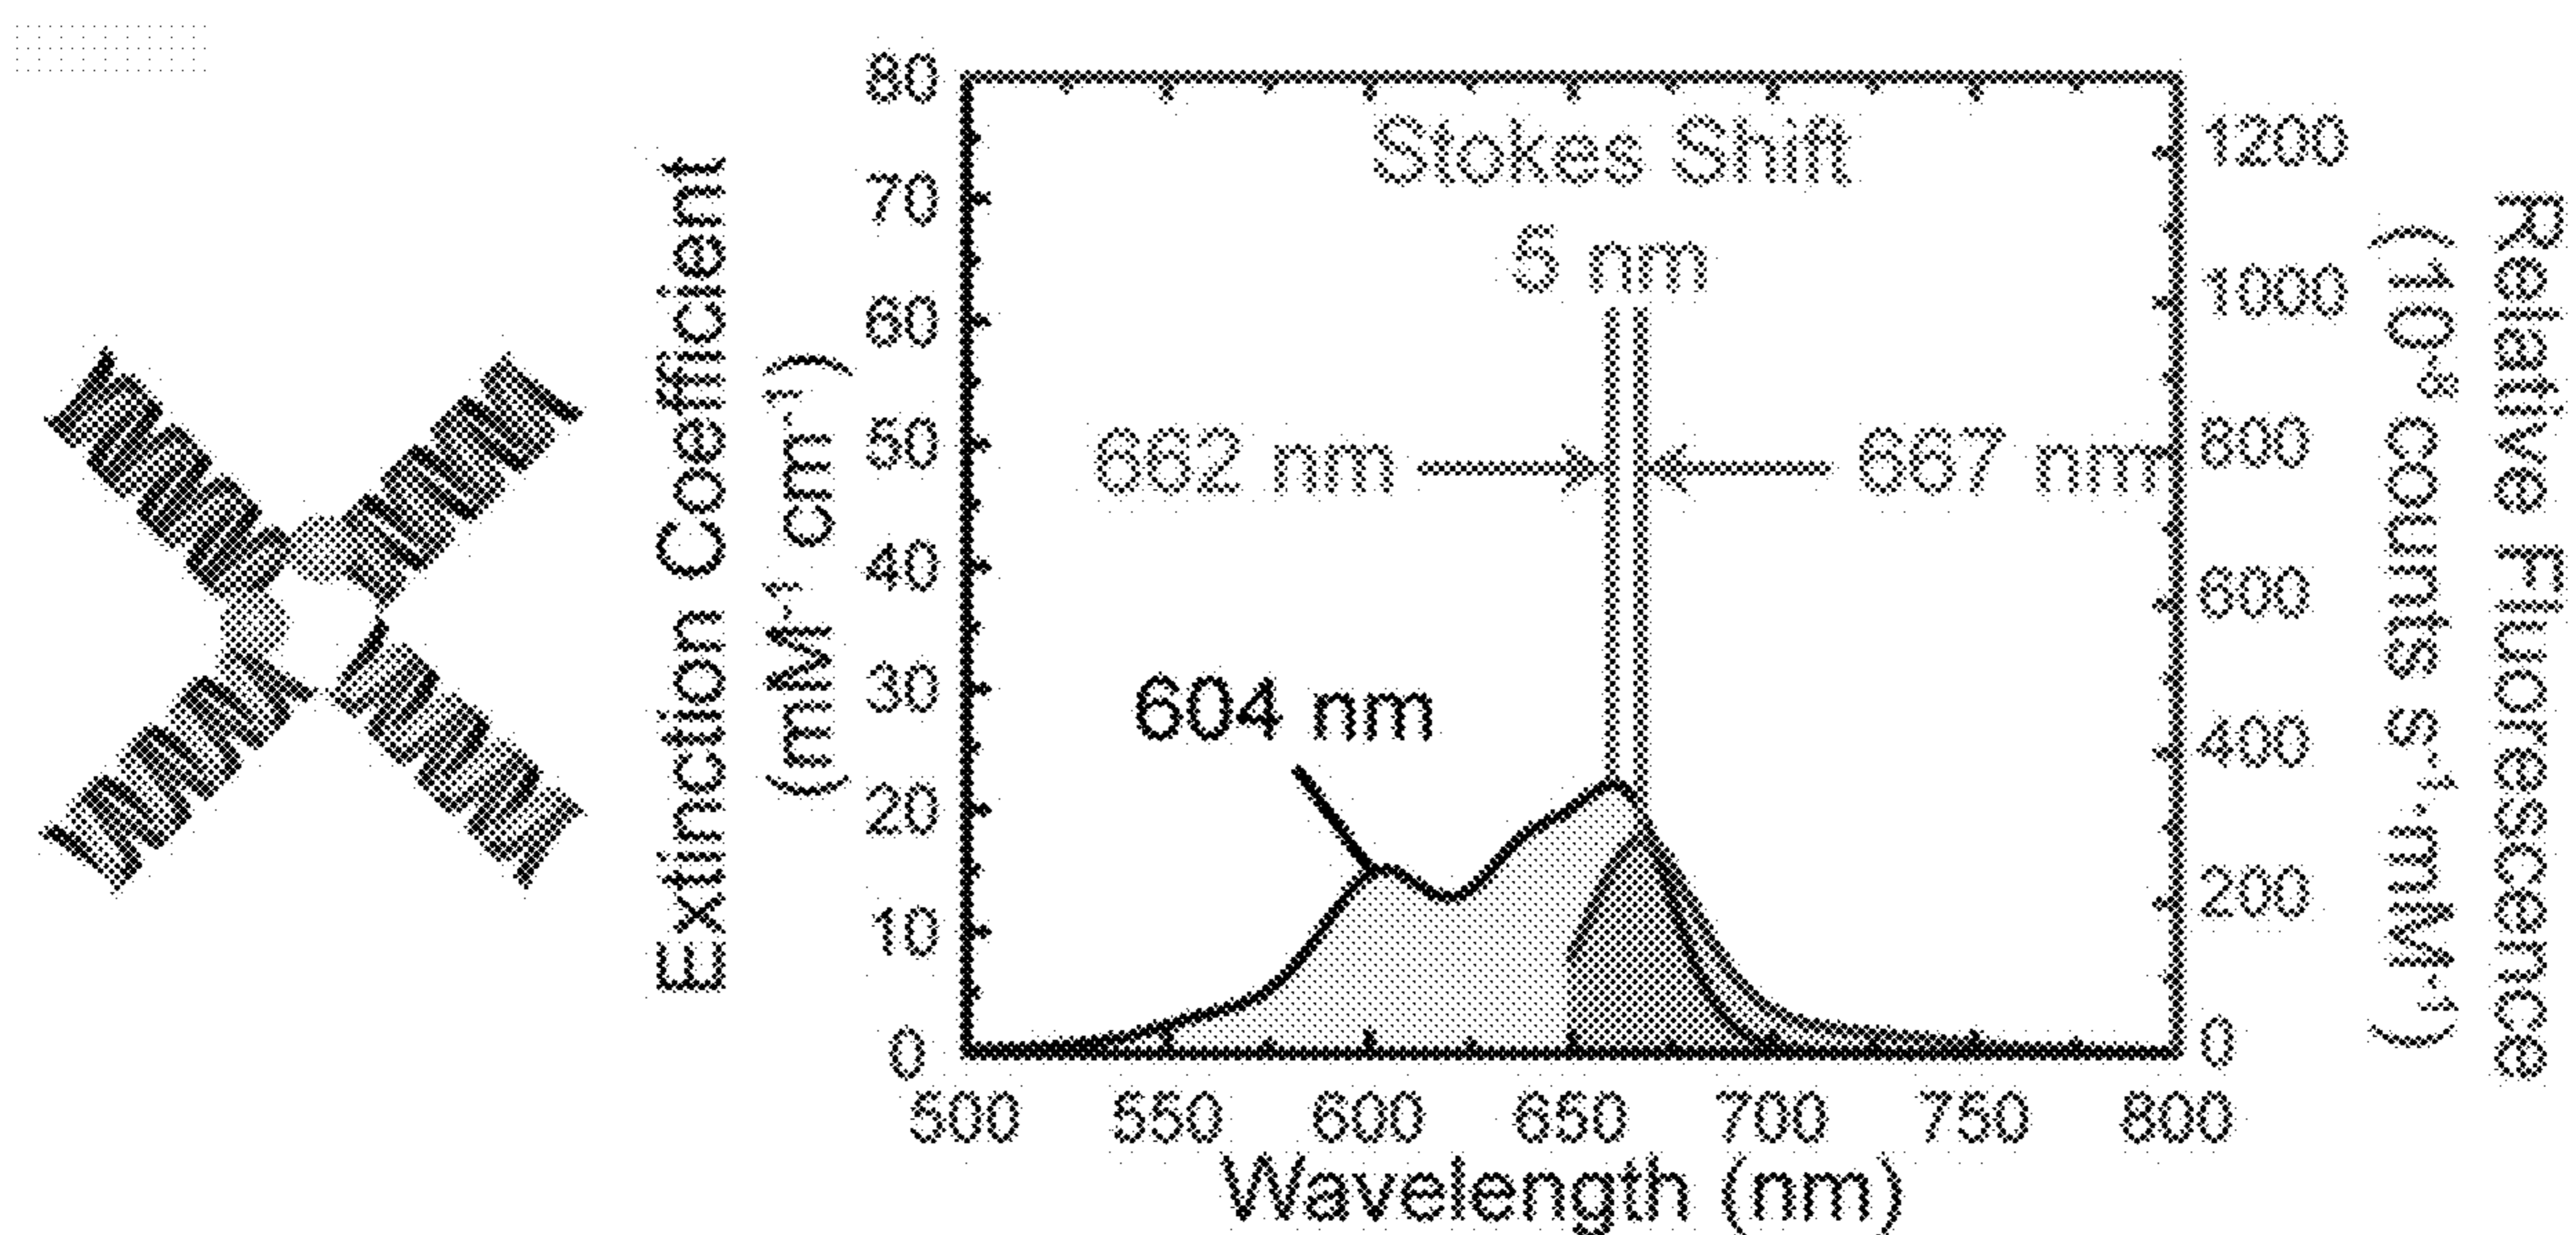 Extinction Coefficient
(mM⁻¹ cm⁻¹)
80
70
60
50
40
30
20
10
0
Stokes Shift
5 nm
662 nm
667 nm
604 nm
1200
1000
800
600
400
200
0
Relative Fluorescence
(10⁻⁸ counts s⁻¹·mM⁻¹)
500 550 600 650 700 750 800
Wavelength (nm)